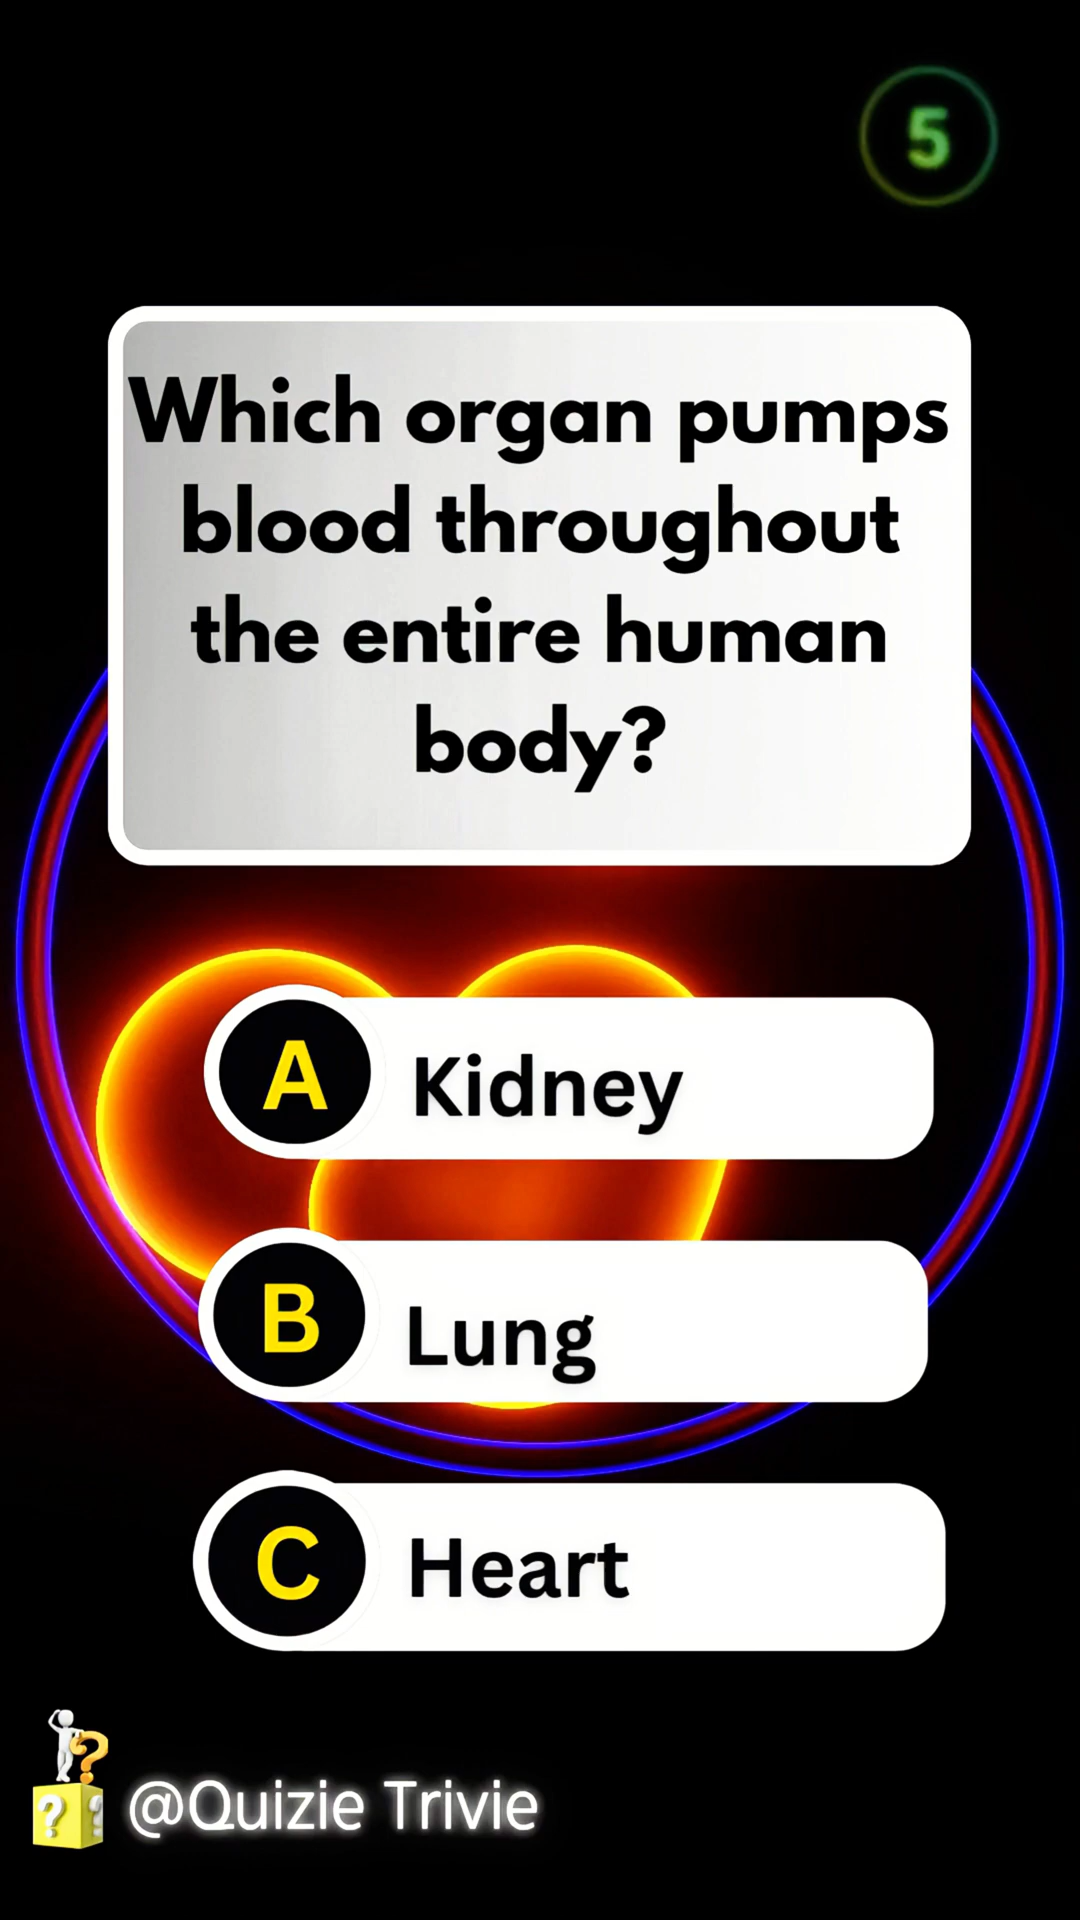 5
Which organ pumps
blood throughout
the entire human
body?
A Kidney
B Lung
C Heart
? ?
?
@Quizie Trivie